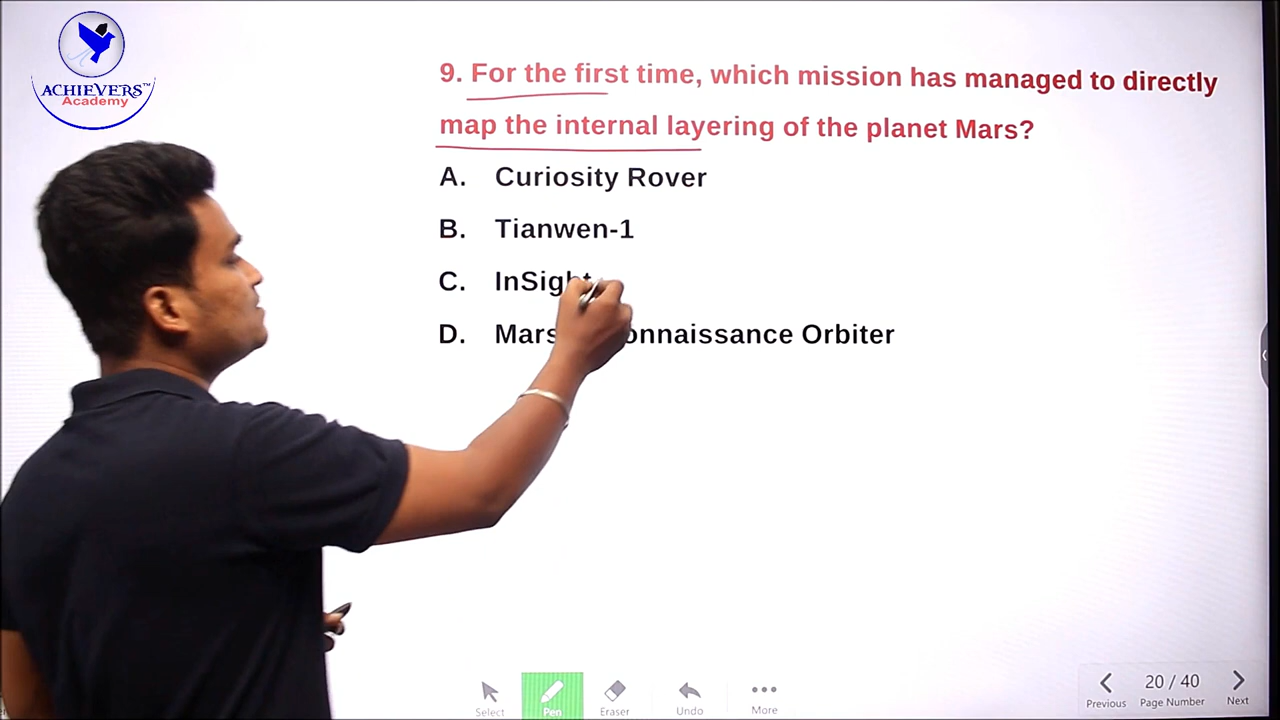 ACHIEVERS™
Academy
9. For the first time, which mission has managed to directly
map the internal layering of the planet Mars?
A. Curiosity Rover
B. Tianwen-1
C. InSight
D. Mars
Orbiter
Select
Pen
Eraser
Undo
More
20 / 40
Previous
Page Number
Next